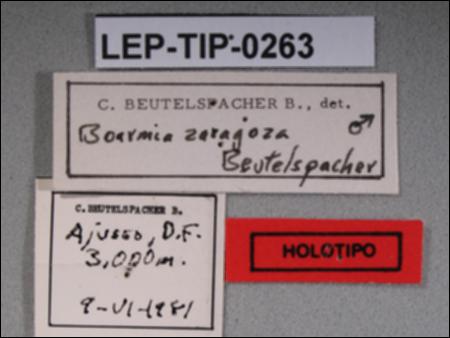 LEP-TIP-0263
C. BEUTELSPACHER B., det.
Boarmia zaragoza ♂
Beutelspacher
C. BEUTELSPACHER B.
Ajusco, D.F.
3,000m.
9-VI-1981
HOLOTIPO